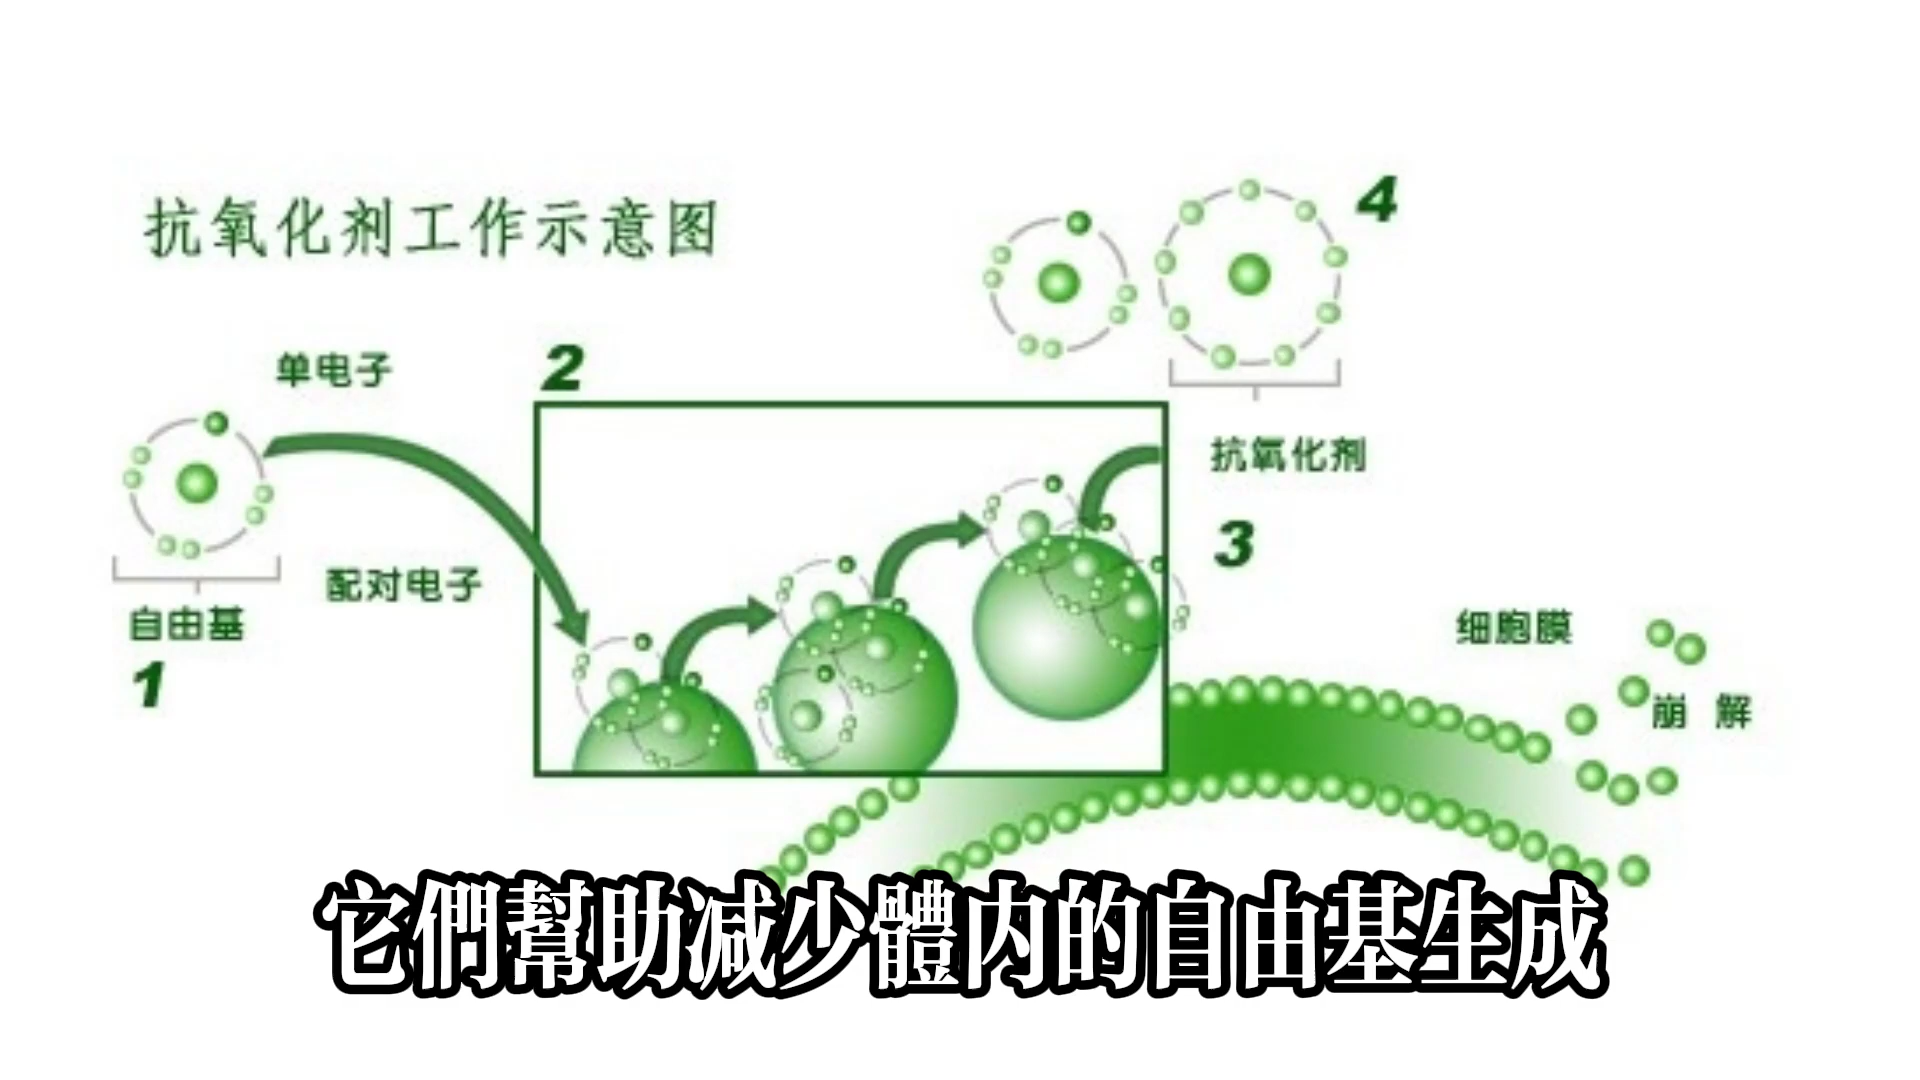 抗氧化剂工作示意图
4
单电子
2
抗氧化剂
3
配对电子
自由基
1
细胞膜
崩 解
它們幫助减少體内的自由基生成